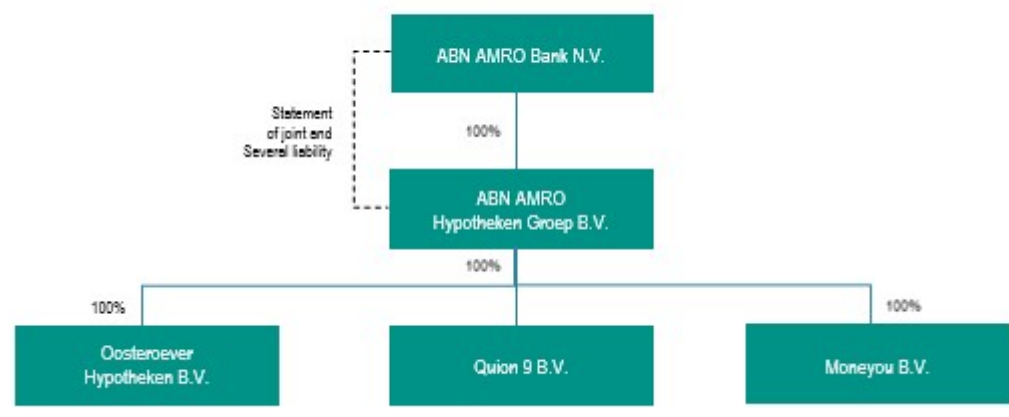 ABN AMRO Bank N.V.
Statement
of joint and
Several liability
100%
ABN AMRO
Hypotheken Groep B.V.
100%
100%
100%
Oosteroever
Hypotheken B.V.
Quion 9 B.V.
Moneyou B.V.